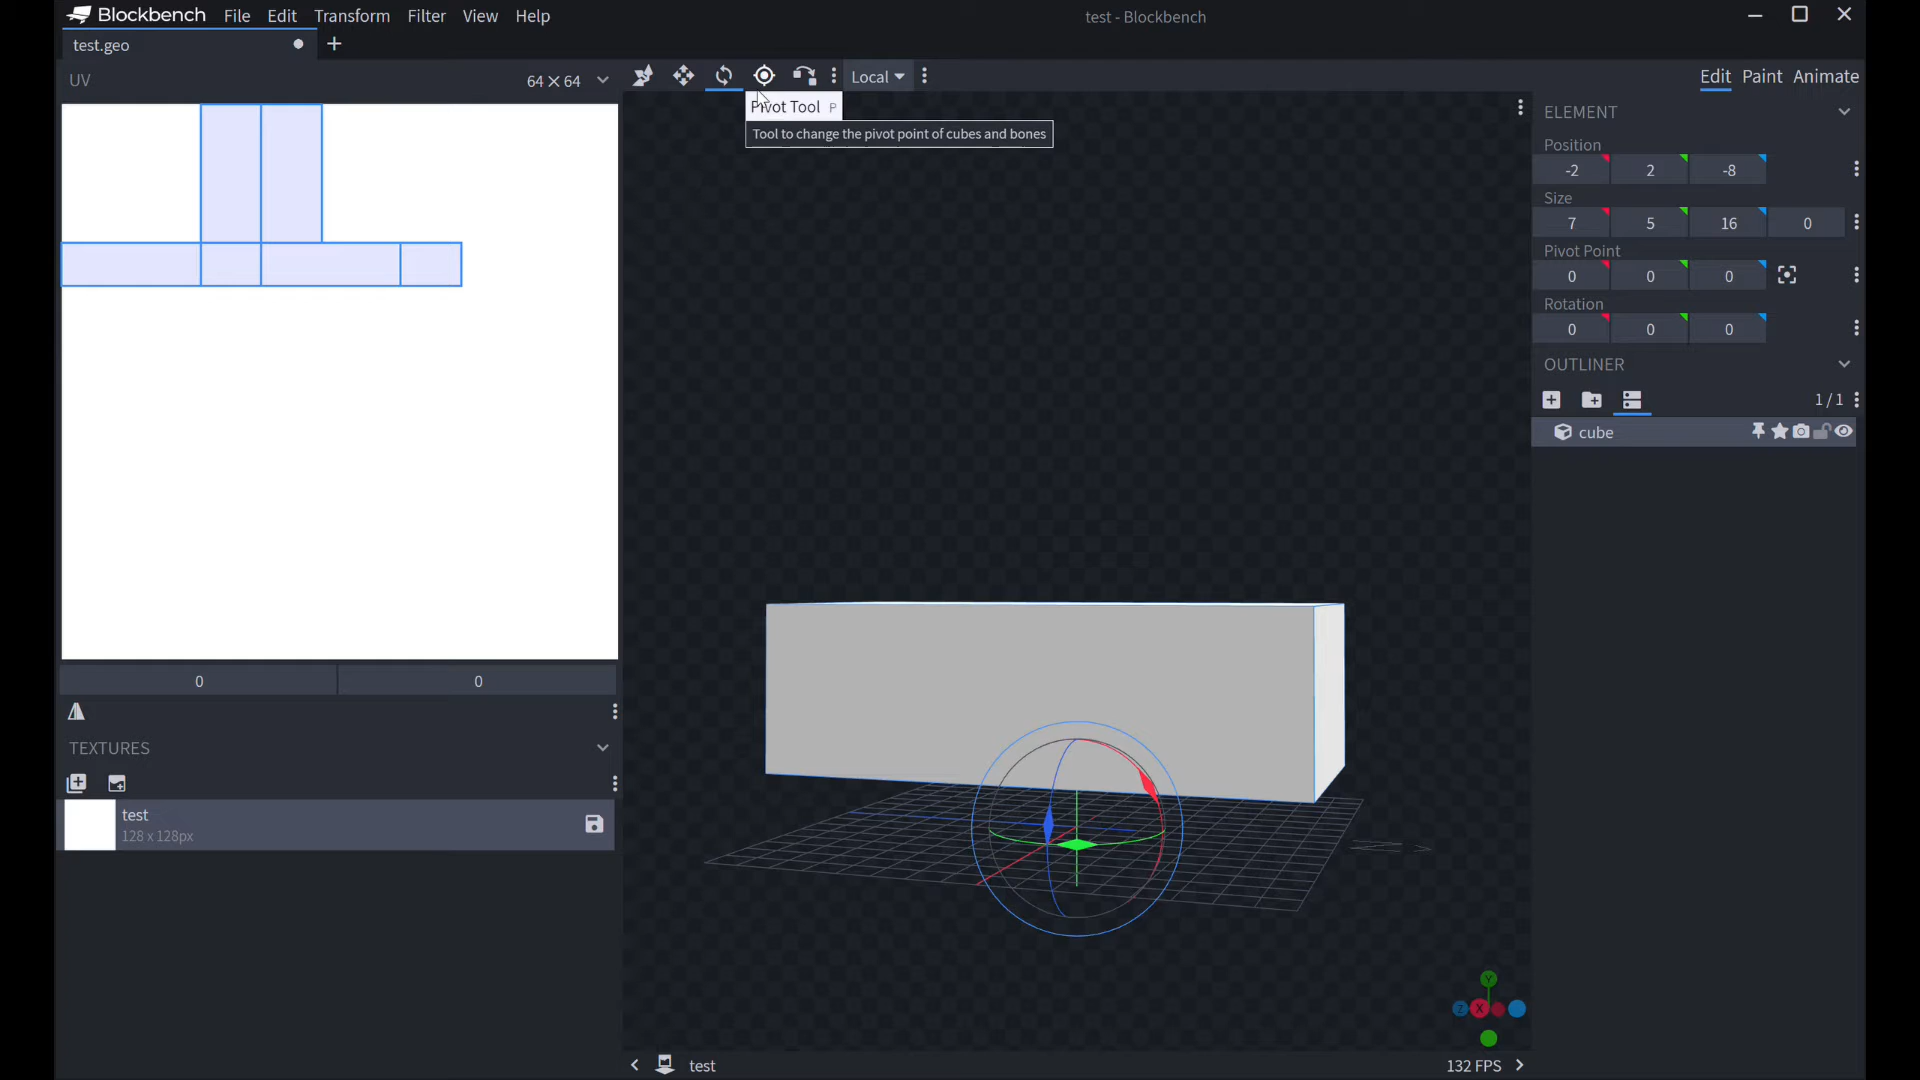 Blockbench File Edit Transform Filter View Help
test - Blockbench
test.geo
UV
64 × 64
Local
Edit Paint Animate
Pivot Tool P
Tool to change the pivot point of cubes and bones
ELEMENT
Position
-2 2 -8
Size
7 5 16 0
Pivot Point
0 0 0
Rotation
0 0 0
OUTLINER
1 / 1
cube
0 0
TEXTURES
test
128 x 128px
Y
Z X
test
132 FPS